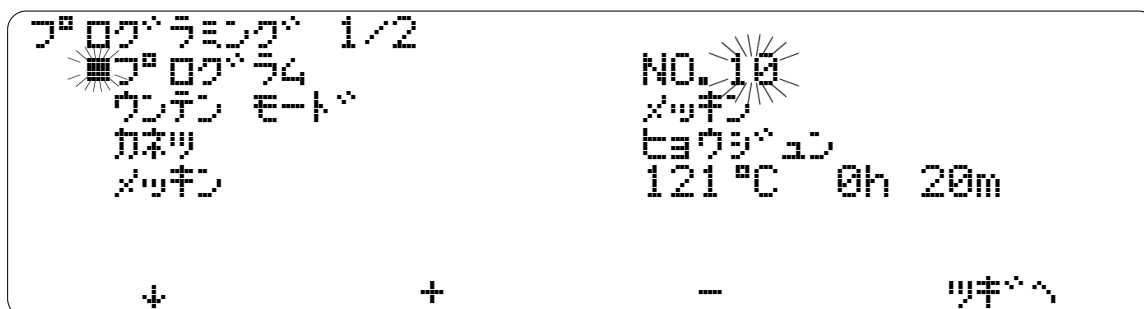 プログラミング 1/2
■プログラム NO.10
ウンテン モード メッキン
カネツ ヒョウジュン
メッキン 121℃ 0h 20m
↓ + - ツギヘ